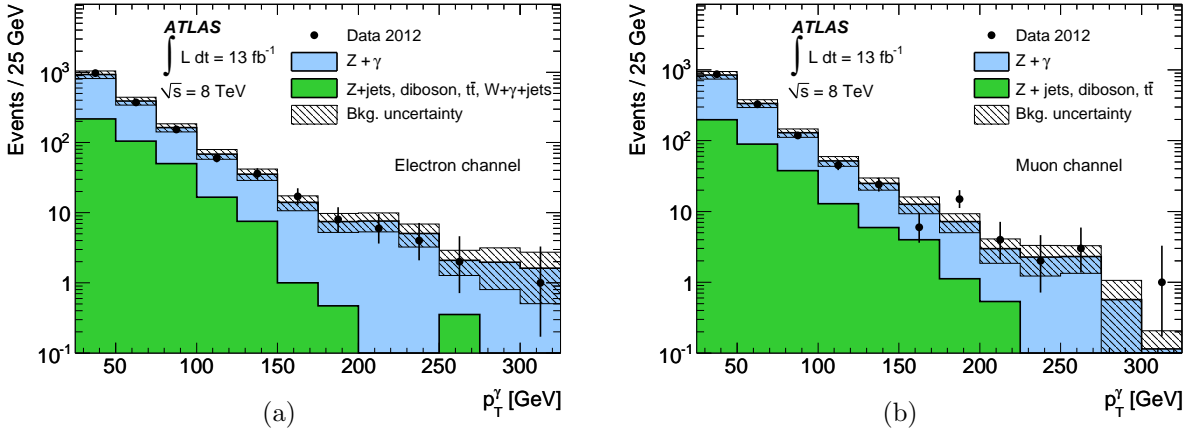 Events / 25 GeV
10³
10²
10
1
10⁻¹
ATLAS
∫ L dt = 13 fb⁻¹
√s = 8 TeV
Data 2012
Z + γ
Z+jets, diboson, tt̄, W+γ+jets
Bkg. uncertainty
Electron channel
50 100 150 200 250 300
p_T^γ [GeV]
(a)
Events / 25 GeV
10³
10²
10
1
10⁻¹
ATLAS
∫ L dt = 13 fb⁻¹
√s = 8 TeV
Data 2012
Z + γ
Z + jets, diboson, tt̄
Bkg. uncertainty
Muon channel
50 100 150 200 250 300
p_T^γ [GeV]
(b)